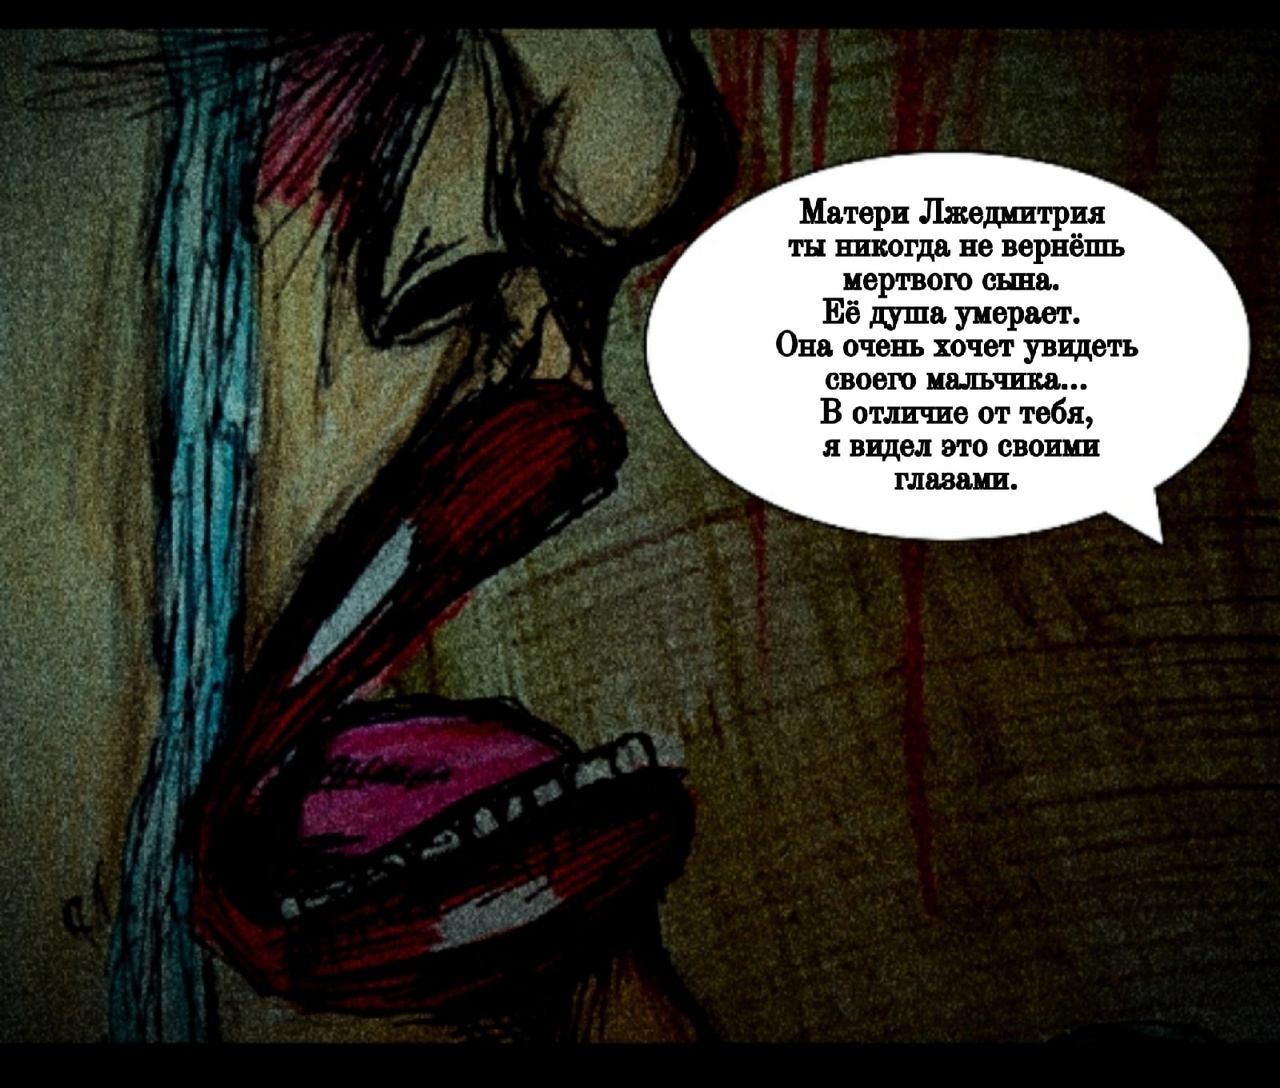 Матери Лжедмитрия
ты никогда не вернёшь
мертвого сына.
Её душа умерает.
Она очень хочет увидеть
своего мальчика...
В отличие от тебя,
я видел это своими
глазами.